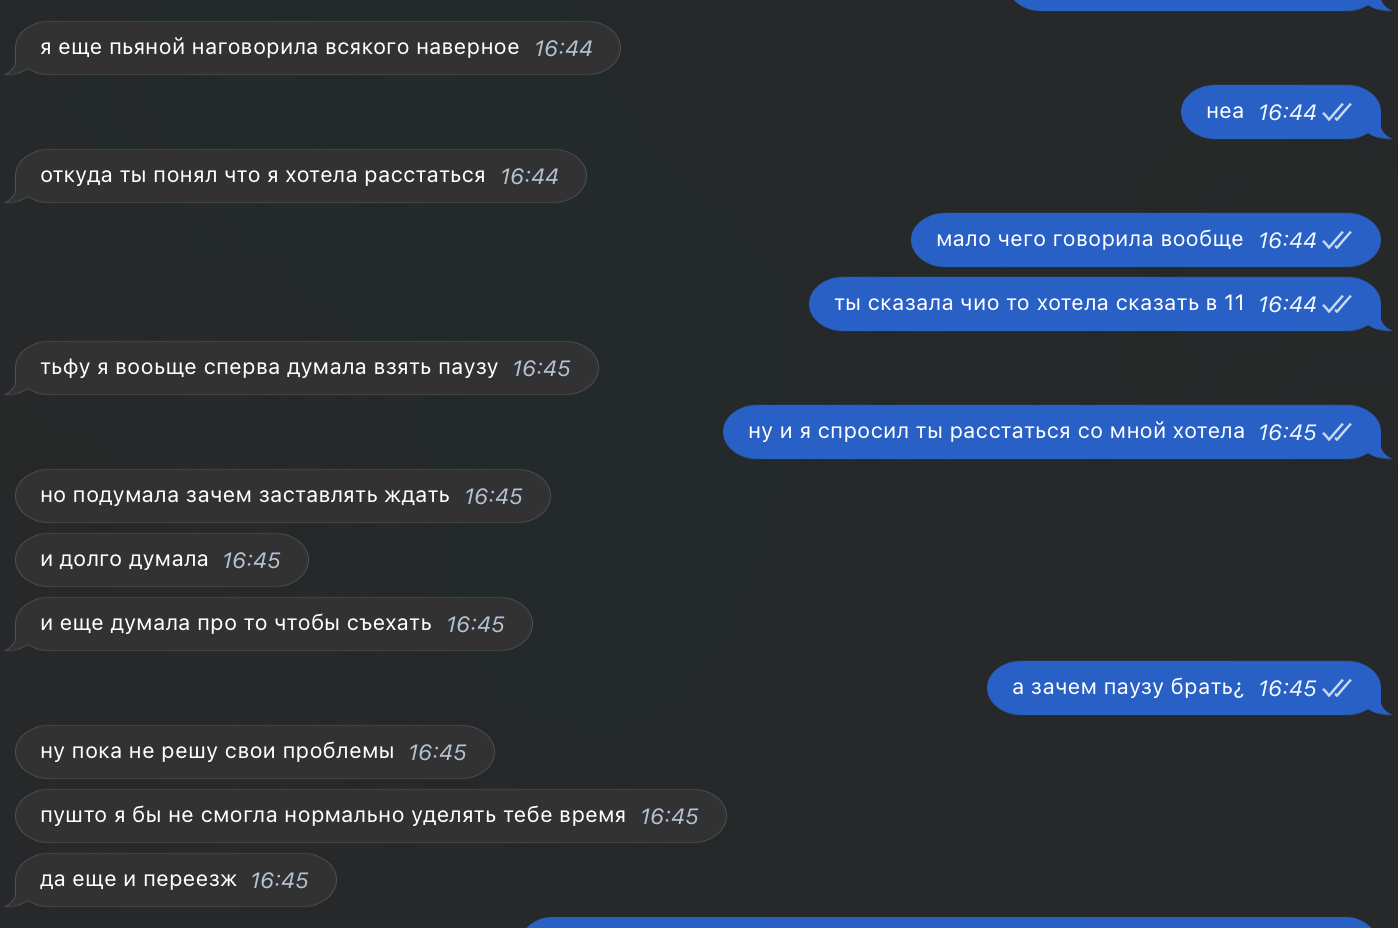 я еще пьяной наговорила всякого наверное 16:44
неа 16:44
откуда ты понял что я хотела расстаться 16:44
мало чего говорила вообще 16:44
ты сказала чио то хотела сказать в 11 16:44
тьфу я вооьще сперва думала взять паузу 16:45
ну и я спросил ты расстаться со мной хотела 16:45
но подумала зачем заставлять ждать 16:45
и долго думала 16:45
и еще думала про то чтобы съехать 16:45
а зачем паузу брать¿ 16:45
ну пока не решу свои проблемы 16:45
пушто я бы не смогла нормально уделять тебе время 16:45
да еще и переезж 16:45